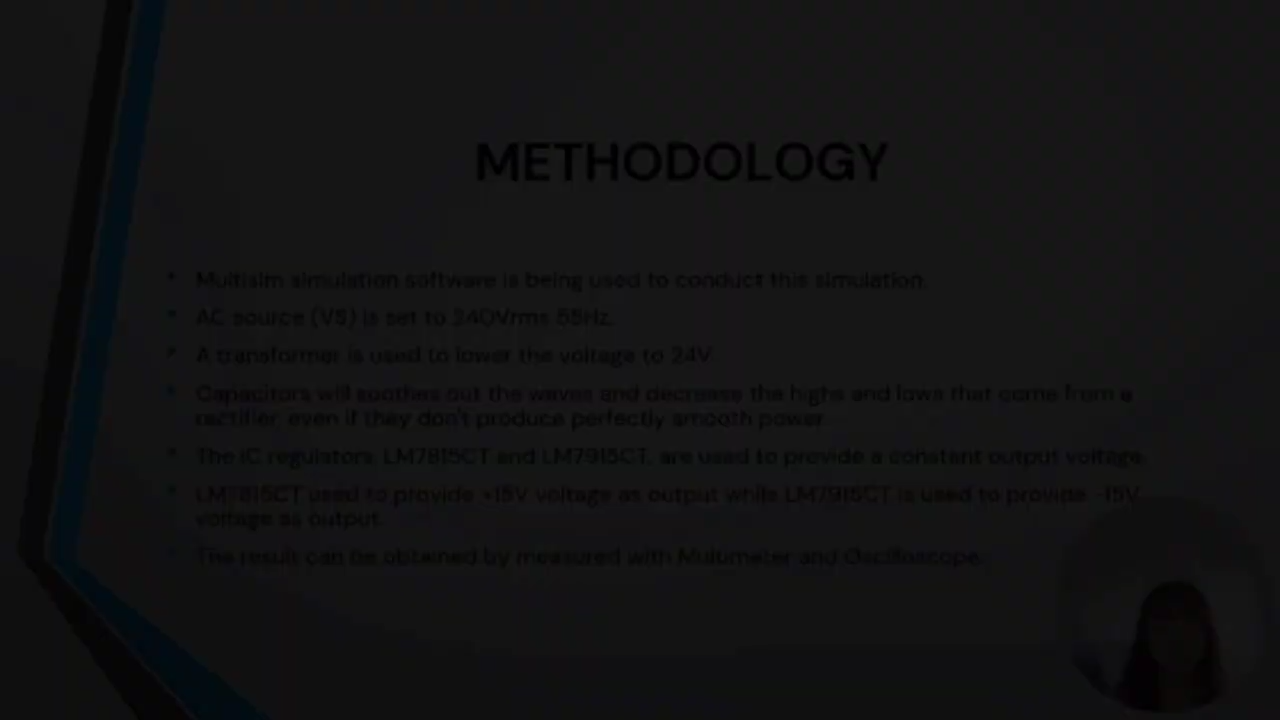 METHODOLOGY
• Multisim simulation software is being used to conduct this simulation.
• AC source (VS) is set to 240Vrms 55Hz.
• A transformer is used to lower the voltage to 24V.
• Capacitors will soothes out the waves and decrease the highs and lows that come from a
rectifier, even if they don't produce perfectly smooth power.
• The IC regulators, LM7815CT and LM7915CT, are used to provide a constant output voltage.
• LM7815CT used to provide +15V voltage as output while LM7915CT is used to provide -15V
voltage as output.
• The result can be obtained by measured with Multimeter and Oscilloscope.